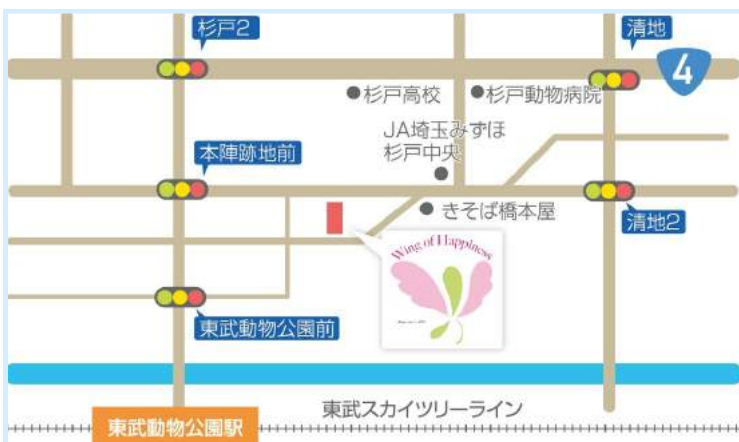 杉戸2
清地
4
杉戸高校
杉戸動物病院
JA埼玉みずほ
杉戸中央
本陣跡地前
きそば橋本屋
清地2
Wing of Happiness
東武動物公園前
東武スカイツリーライン
東武動物公園駅